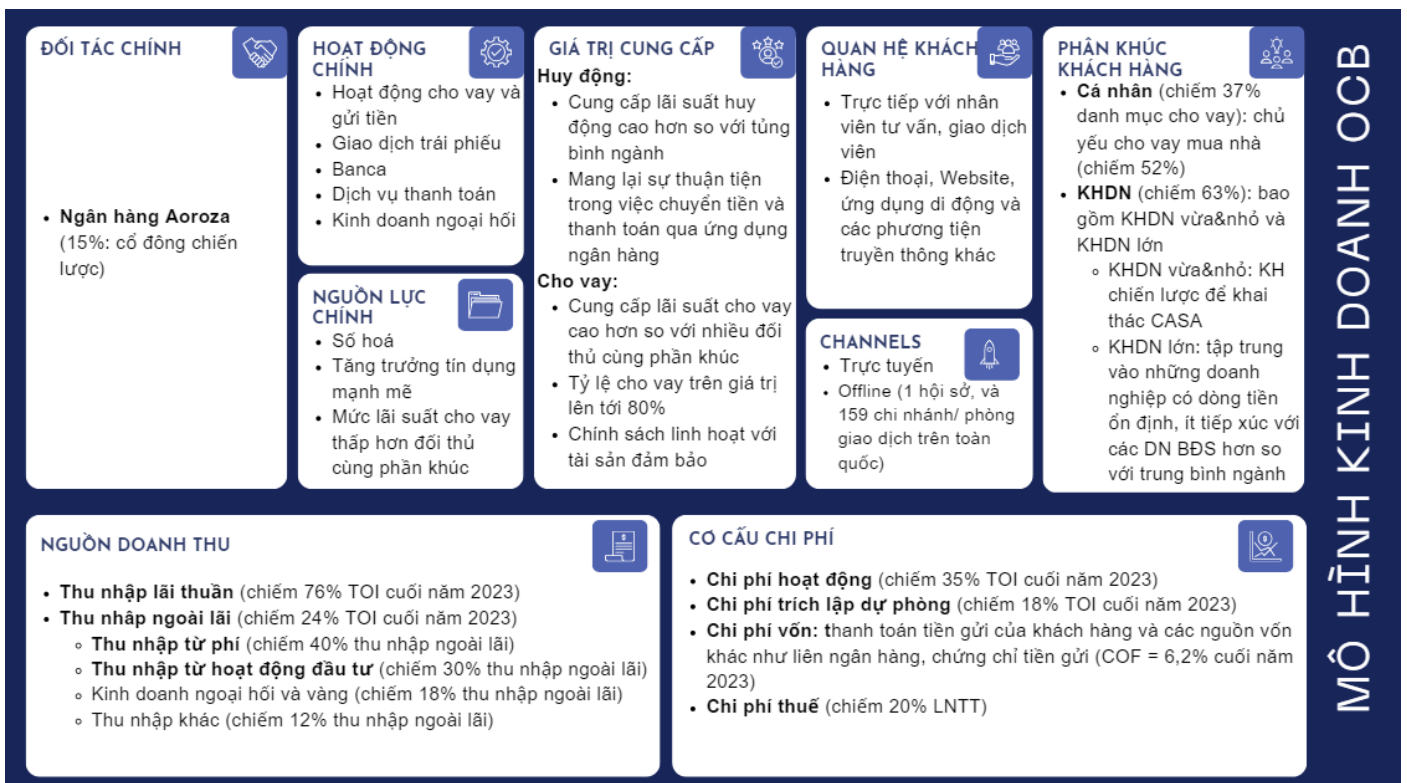 ĐỐI TÁC CHÍNH
• Ngân hàng Aoroza
(15%: cổ đông chiến
lược)
HOẠT ĐỘNG
CHÍNH
• Hoạt động cho vay và
gửi tiền
• Giao dịch trái phiếu
• Banca
• Dịch vụ thanh toán
• Kinh doanh ngoại hối
NGUỒN LỰC
CHÍNH
• Số hoá
• Tăng trưởng tín dụng
mạnh mẽ
• Mức lãi suất cho vay
thấp hơn đối thủ
cùng phần khúc
GIÁ TRỊ CUNG CẤP
Huy động:
• Cung cấp lãi suất huy
động cao hơn so với tủng
bình ngành
• Mang lại sự thuận tiện
trong việc chuyển tiền và
thanh toán qua ứng dụng
ngân hàng
Cho vay:
• Cung cấp lãi suất cho vay
cao hơn so với nhiều đối
thủ cùng phần khúc
• Tỷ lệ cho vay trên giá trị
lên tới 80%
• Chính sách linh hoạt với
tài sản đảm bảo
QUAN HỆ KHÁCH
HÀNG
• Trực tiếp với nhân
viên tư vấn, giao dịch
viên
• Điện thoại, Website,
ứng dụng di động và
các phương tiện
truyền thông khác
CHANNELS
• Trực tuyến
• Offline (1 hội sở, và
159 chi nhánh/ phòng
giao dịch trên toàn
quốc)
PHÂN KHÚC
KHÁCH HÀNG
• Cá nhân (chiếm 37%
danh mục cho vay): chủ
yếu cho vay mua nhà
(chiếm 52%)
• KHDN (chiếm 63%): bao
gồm KHDN vừa&nhỏ và
KHDN lớn
◦ KHDN vừa&nhỏ: KH
chiến lược để khai
thác CASA
◦ KHDN lớn: tập trung
vào những doanh
nghiệp có dòng tiền
ổn định, ít tiếp xúc với
các DN BĐS hơn so
với trung bình ngành
NGUỒN DOANH THU
• Thu nhập lãi thuần (chiếm 76% TOI cuối năm 2023)
• Thu nhâp ngoài lãi (chiếm 24% TOI cuối năm 2023)
◦ Thu nhập từ phí (chiếm 40% thu nhập ngoài lãi)
◦ Thu nhập từ hoạt động đầu tư (chiếm 30% thu nhập ngoài lãi)
◦ Kinh doanh ngoại hối và vàng (chiếm 18% thu nhập ngoài lãi)
◦ Thu nhập khác (chiếm 12% thu nhập ngoài lãi)
CƠ CẤU CHI PHÍ
• Chi phí hoạt động (chiếm 35% TOI cuối năm 2023)
• Chi phí trích lập dự phòng (chiếm 18% TOI cuối năm 2023)
• Chi phí vốn: thanh toán tiền gửi của khách hàng và các nguồn vốn
khác như liên ngân hàng, chứng chỉ tiền gửi (COF = 6,2% cuối năm
2023)
• Chi phí thuế (chiếm 20% LNTT)
MÔ HÌNH KINH DOANH OCB